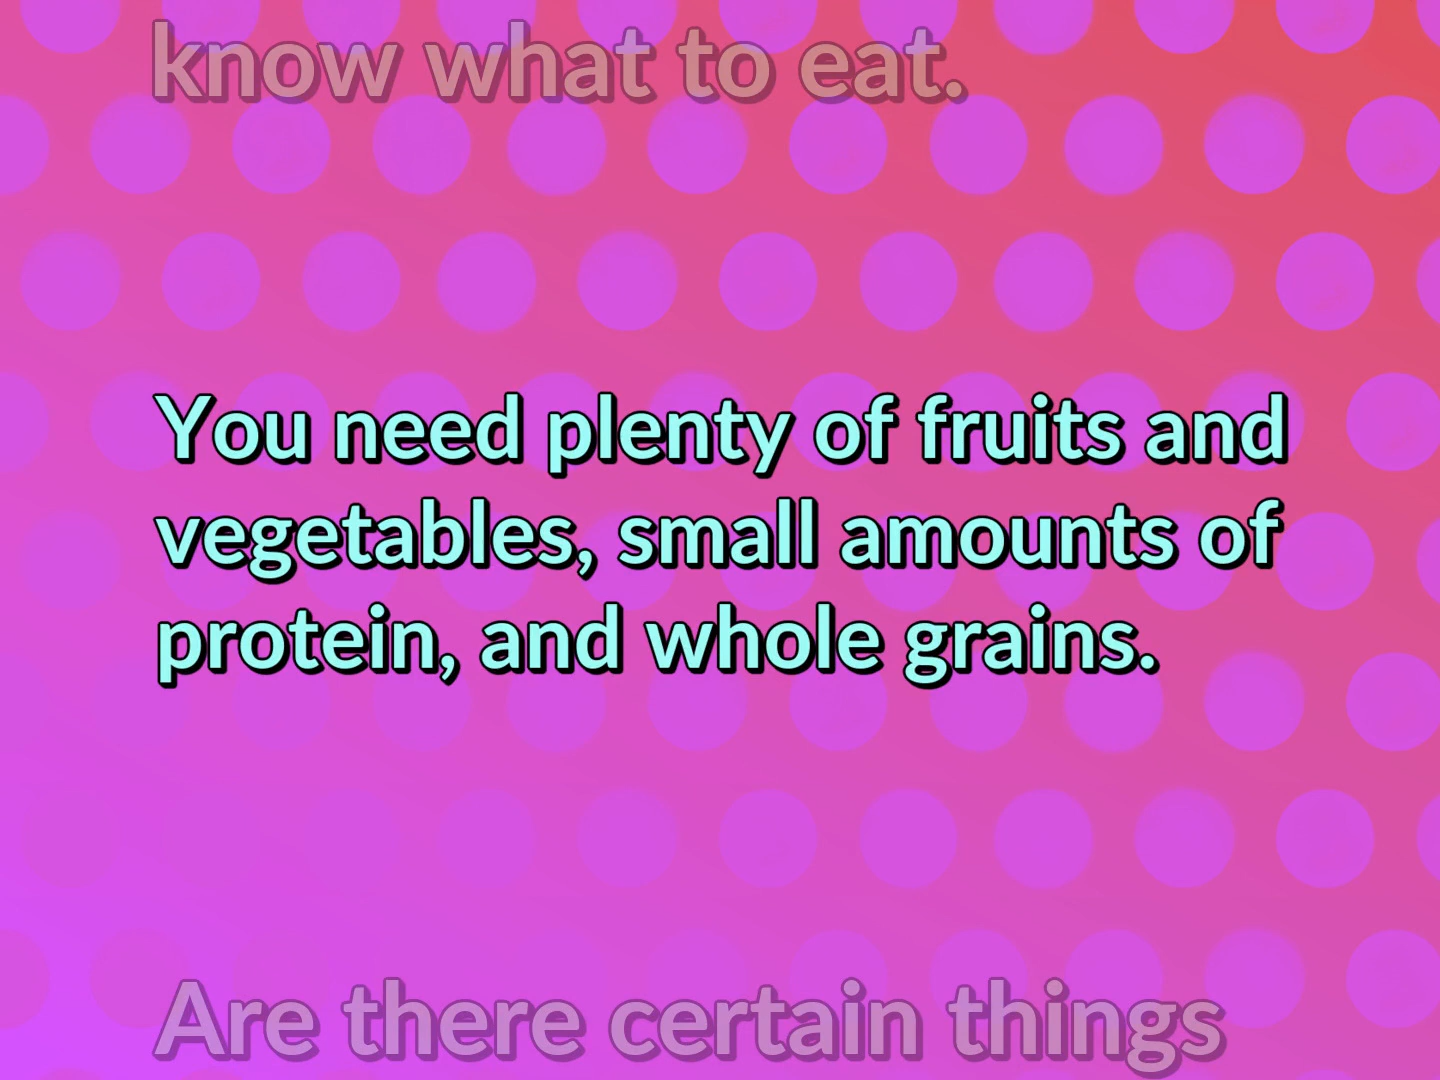 know what to eat.
You need plenty of fruits and
vegetables, small amounts of
protein, and whole grains.
Are there certain things